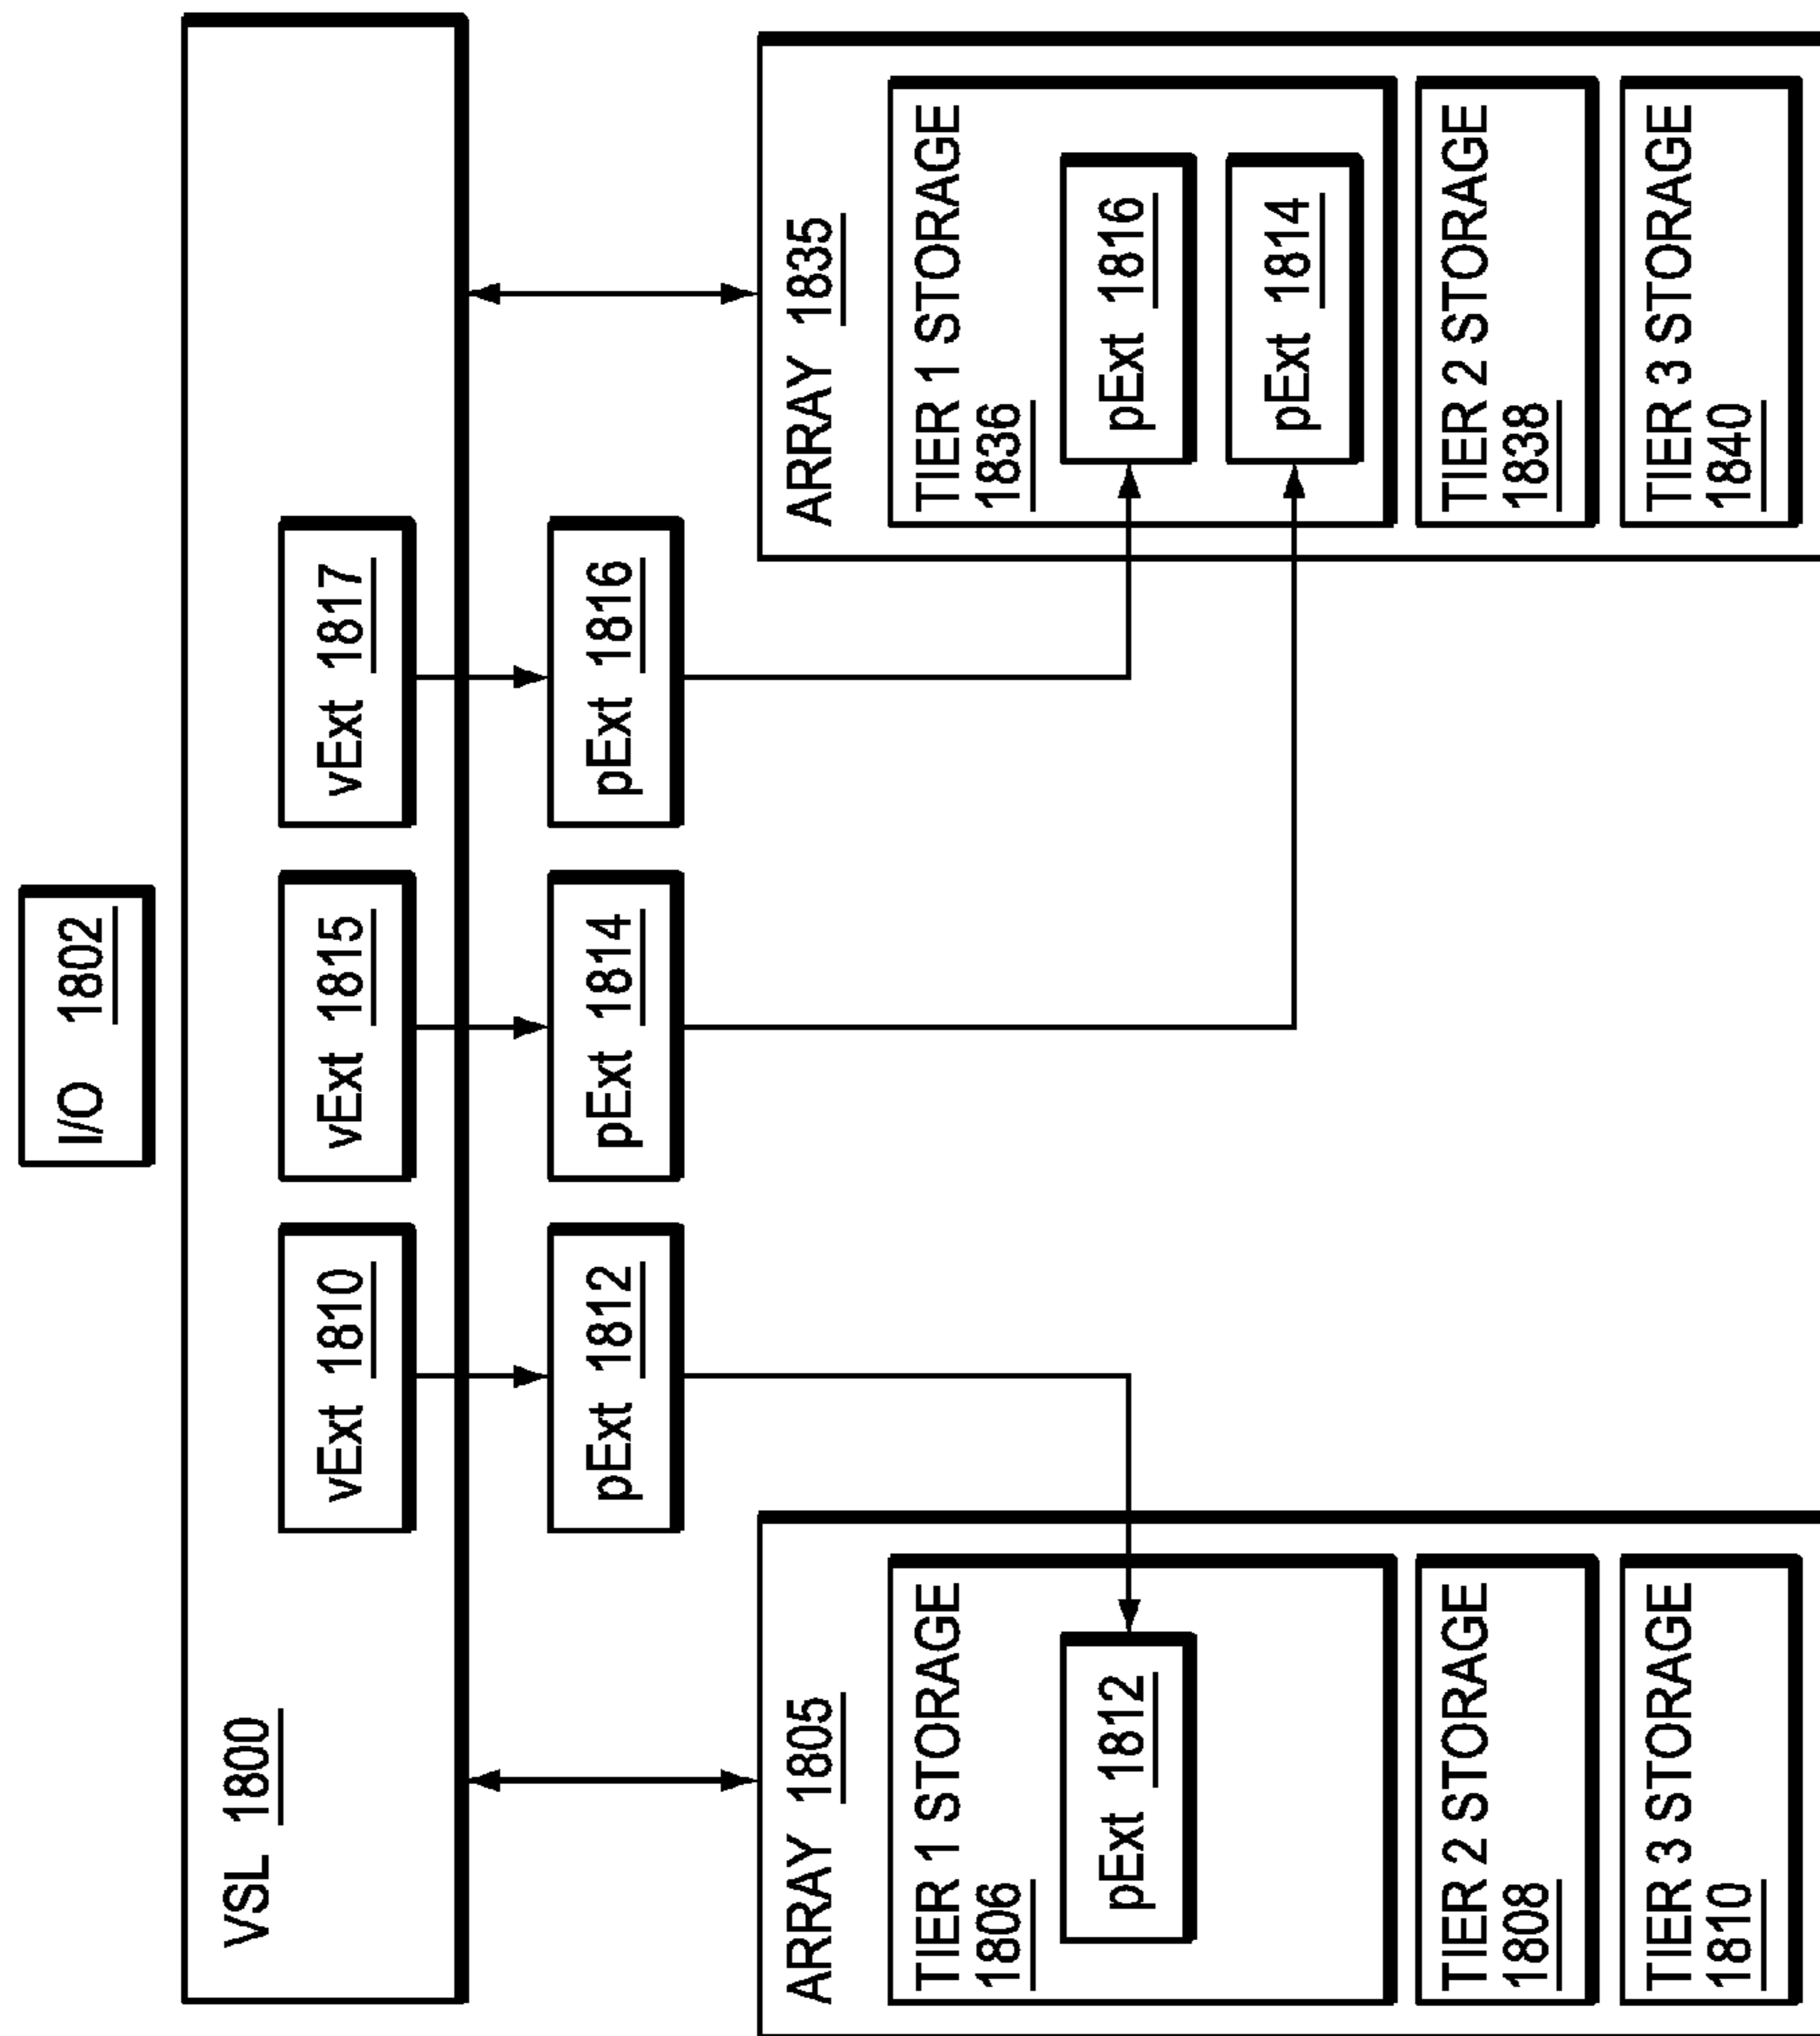 I/O 1802
VSL 1800
vExt 1810
vExt 1815
vExt 1817
pExt 1812
pExt 1814
pExt 1816
ARRAY 1805
TIER 1 STORAGE
1806
pExt 1812
TIER 2 STORAGE
1808
TIER 3 STORAGE
1810
ARRAY 1835
TIER 1 STORAGE
1836
pExt 1816
pExt 1814
TIER 2 STORAGE
1838
TIER 3 STORAGE
1840